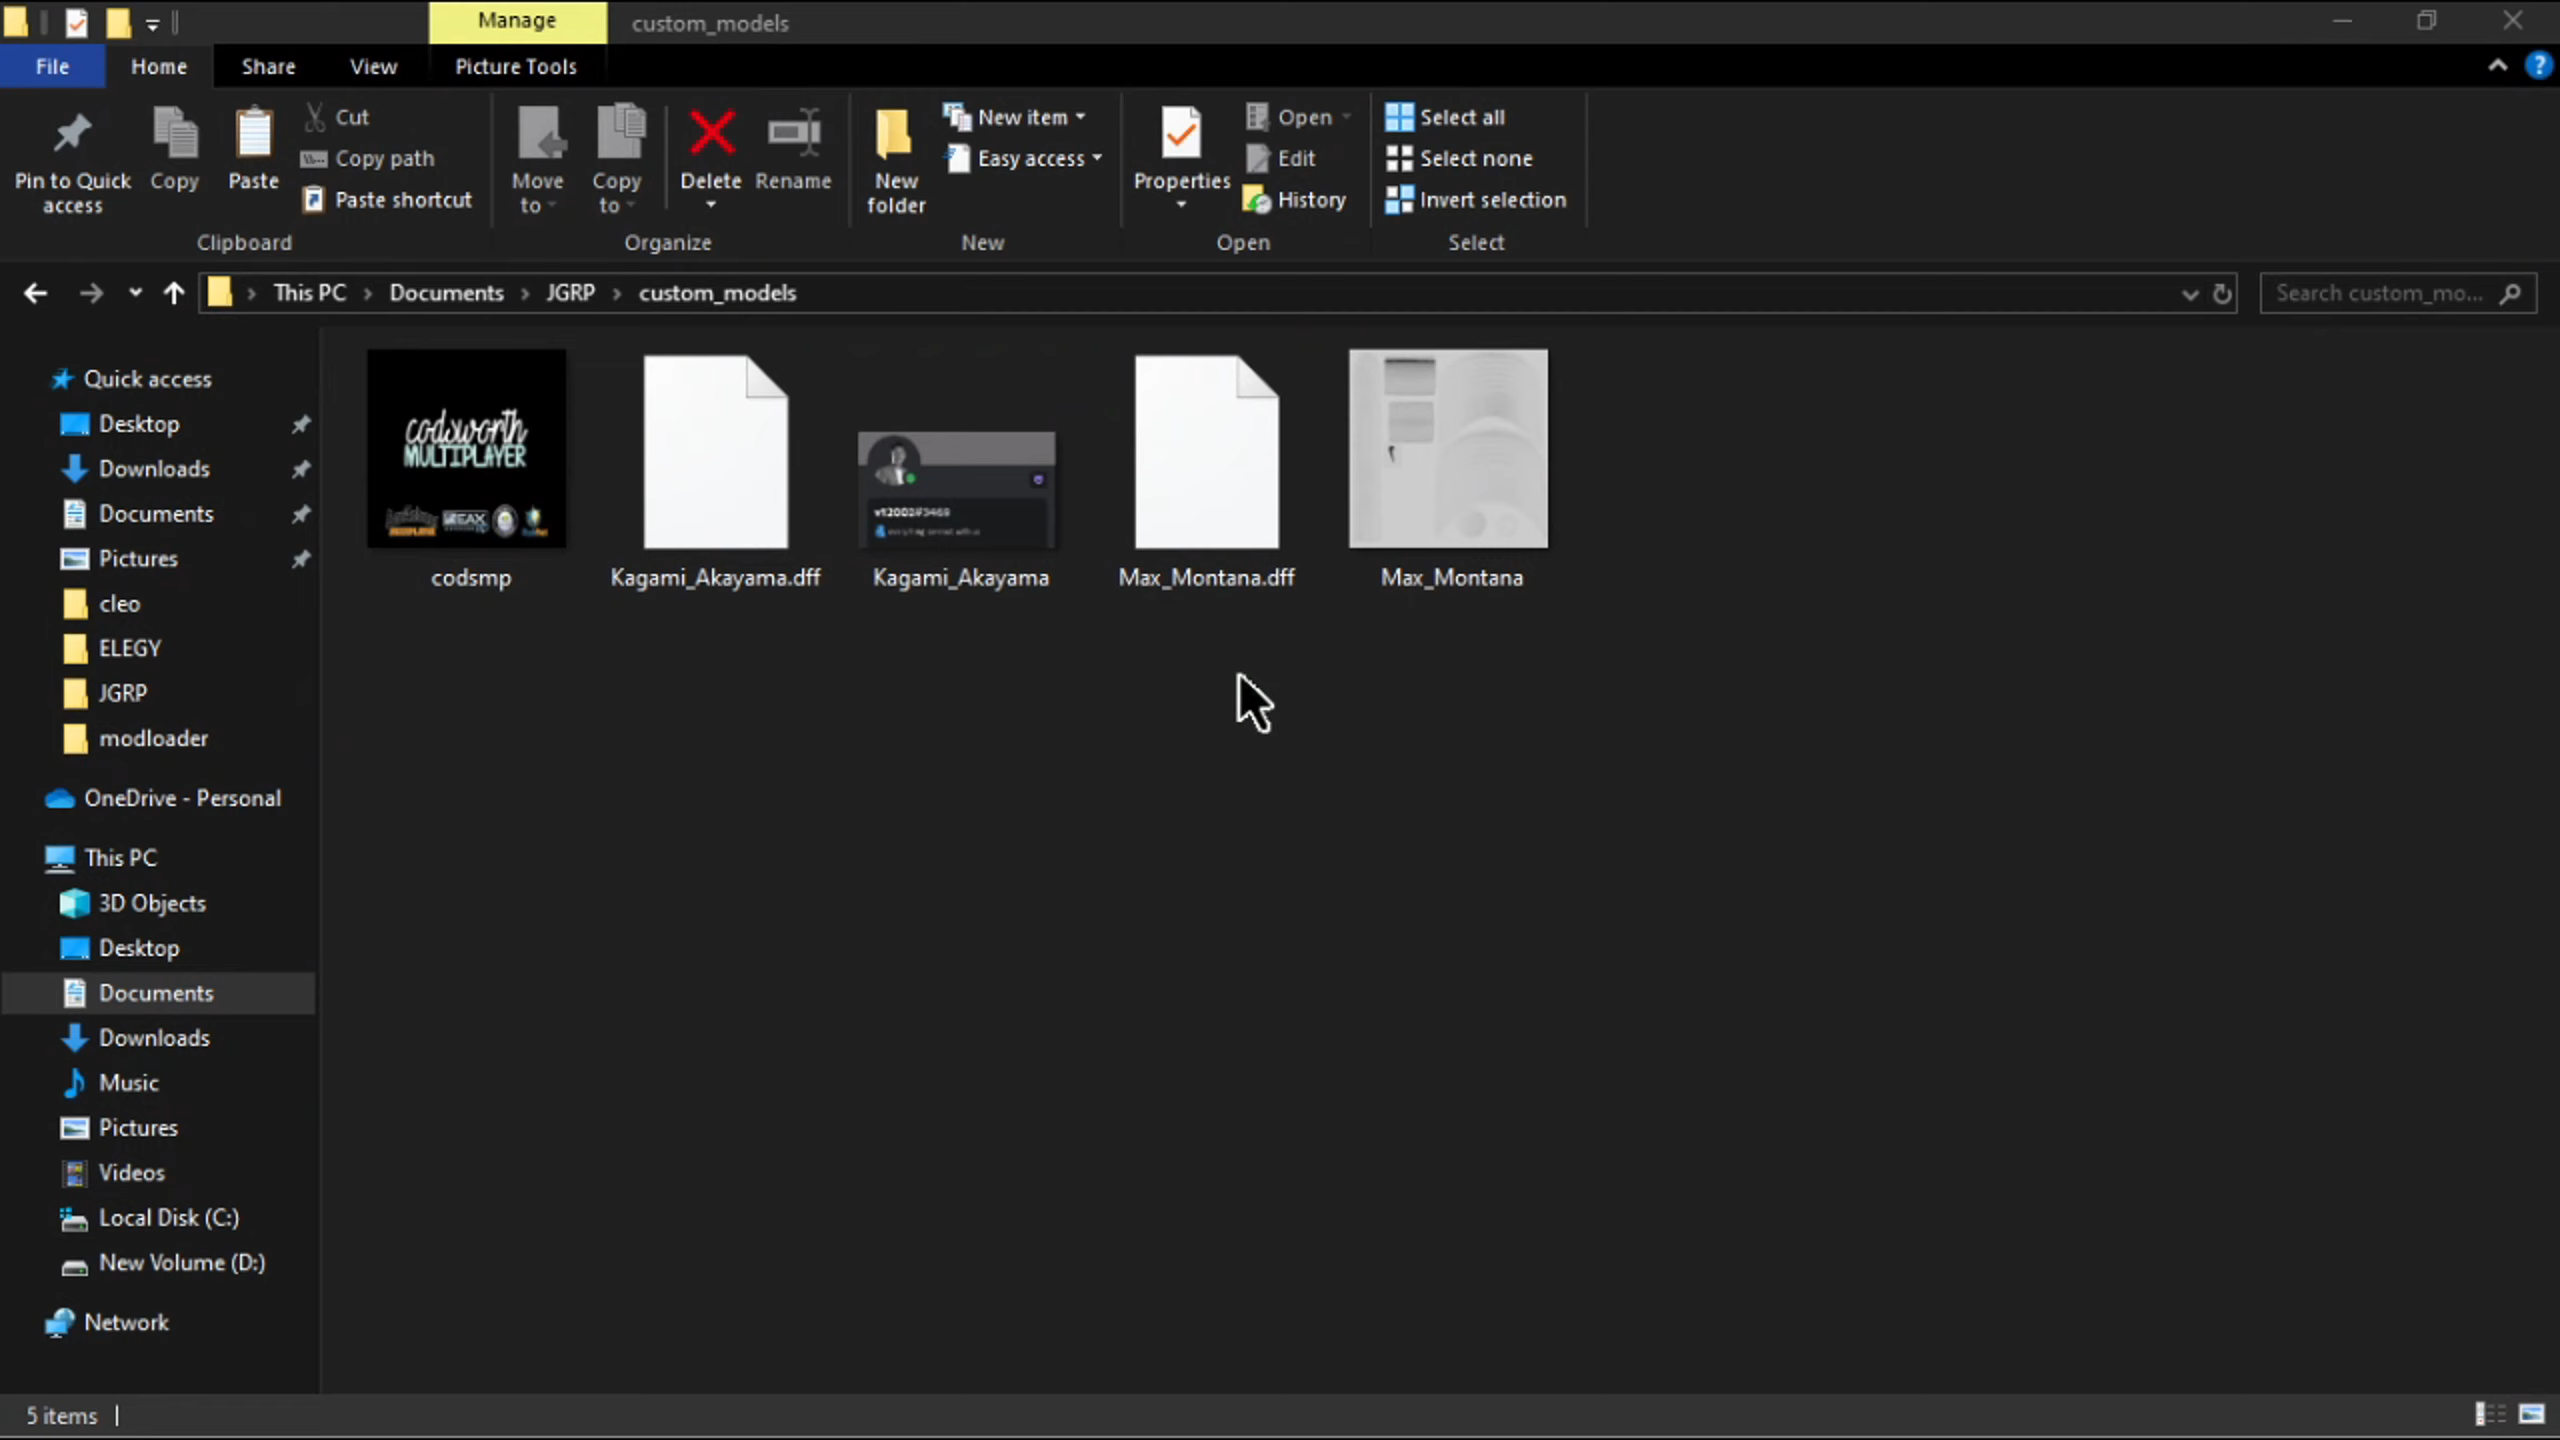 Manage
custom_models
File
Home
Share
View
Picture Tools
Pin to Quick access
Copy
Paste
Cut
Copy path
Paste shortcut
Clipboard
Move to
Copy to
Delete
Rename
Organize
New folder
New item
Easy access
New
Properties
Open
Edit
History
Open
Select all
Select none
Invert selection
Select
This PC > Documents > JGRP > custom_models
Search custom_mo...
Quick access
Desktop
Downloads
Documents
Pictures
cleo
ELEGY
JGRP
modloader
OneDrive - Personal
This PC
3D Objects
Desktop
Documents
Downloads
Music
Pictures
Videos
Local Disk (C:)
New Volume (D:)
Network
codsworth
MULTIPLAYER
codsmp
Kagami_Akayama.dff
Kagami_Akayama
Max_Montana.dff
Max_Montana
5 items